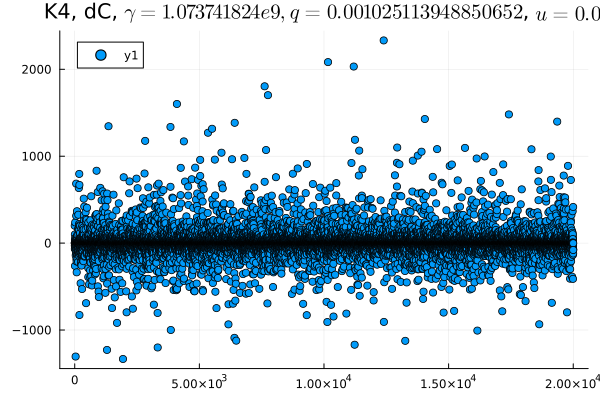 K4, dC, γ = 1.073741824e9, q = 0.001025113948850652, u = 0.0
y1
2000
1000
0
−1000
0 5.00×10³ 1.00×10⁴ 1.50×10⁴ 2.00×10⁴